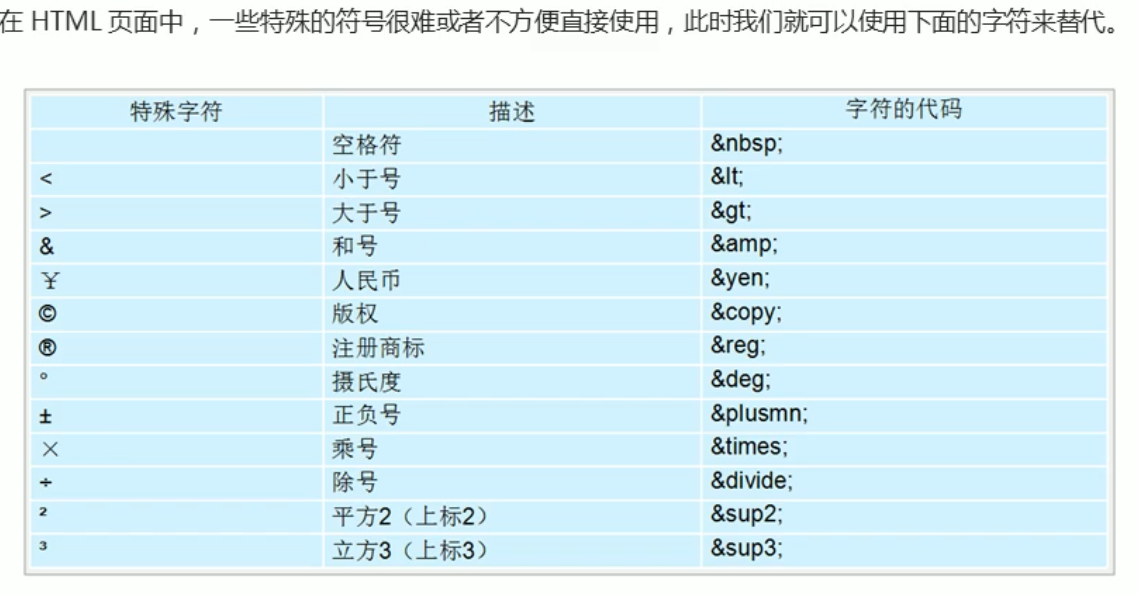 在 HTML 页面中，一些特殊的符号很难或者不方便直接使用，此时我们就可以使用下面的字符来替代。
特殊字符 描述 字符的代码
空格符 &nbsp;
< 小于号 &lt;
> 大于号 &gt;
& 和号 &amp;
￥ 人民币 &yen;
© 版权 &copy;
® 注册商标 &reg;
° 摄氏度 &deg;
± 正负号 &plusmn;
× 乘号 &times;
÷ 除号 &divide;
² 平方2（上标2） &sup2;
³ 立方3（上标3） &sup3;